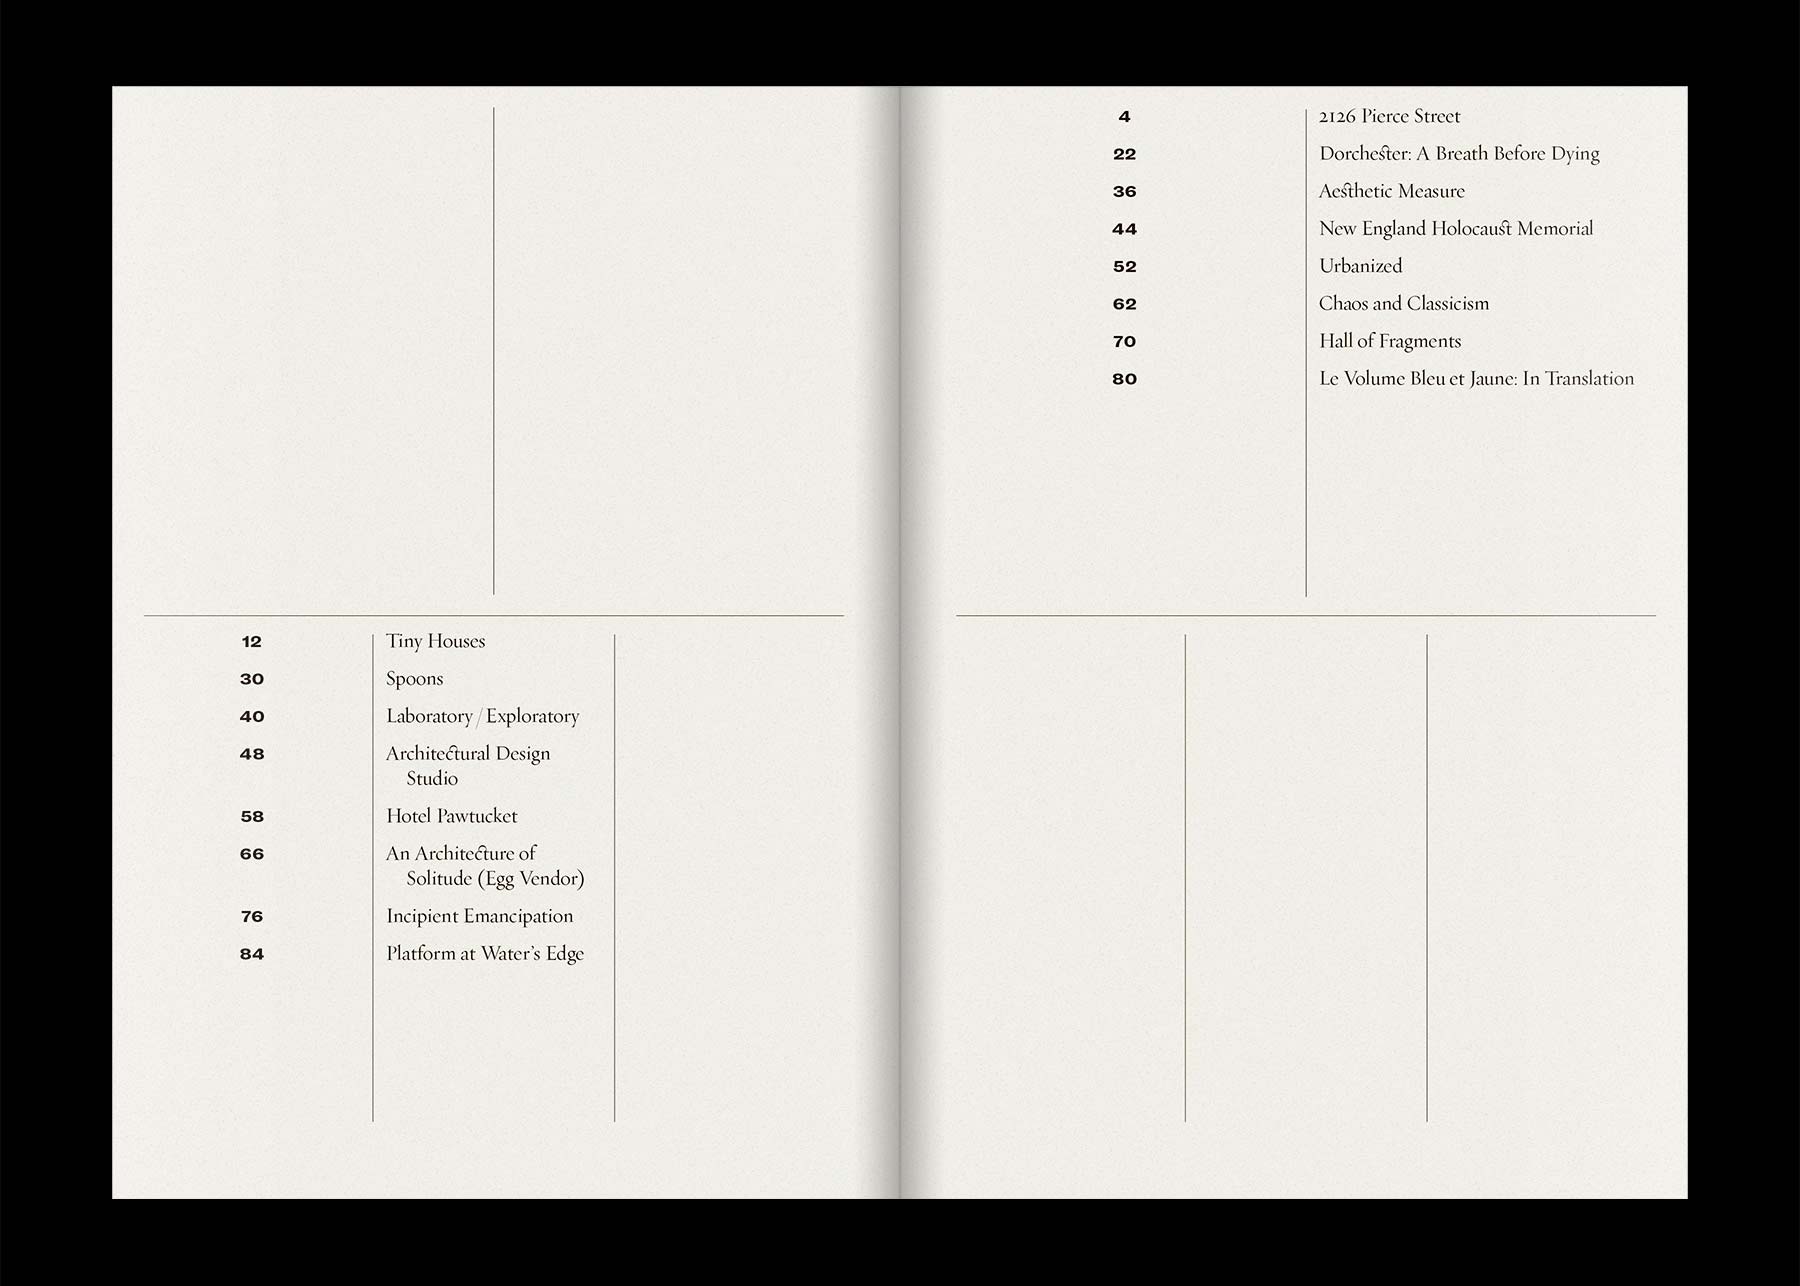 12 Tiny Houses
30 Spoons
40 Laboratory / Exploratory
48 Architectural Design
Studio
58 Hotel Pawtucket
66 An Architecture of
Solitude (Egg Vendor)
76 Incipient Emancipation
84 Platform at Water’s Edge
4 2126 Pierce Street
22 Dorchester: A Breath Before Dying
36 Aesthetic Measure
44 New England Holocaust Memorial
52 Urbanized
62 Chaos and Classicism
70 Hall of Fragments
80 Le Volume Bleu et Jaune: In Translation